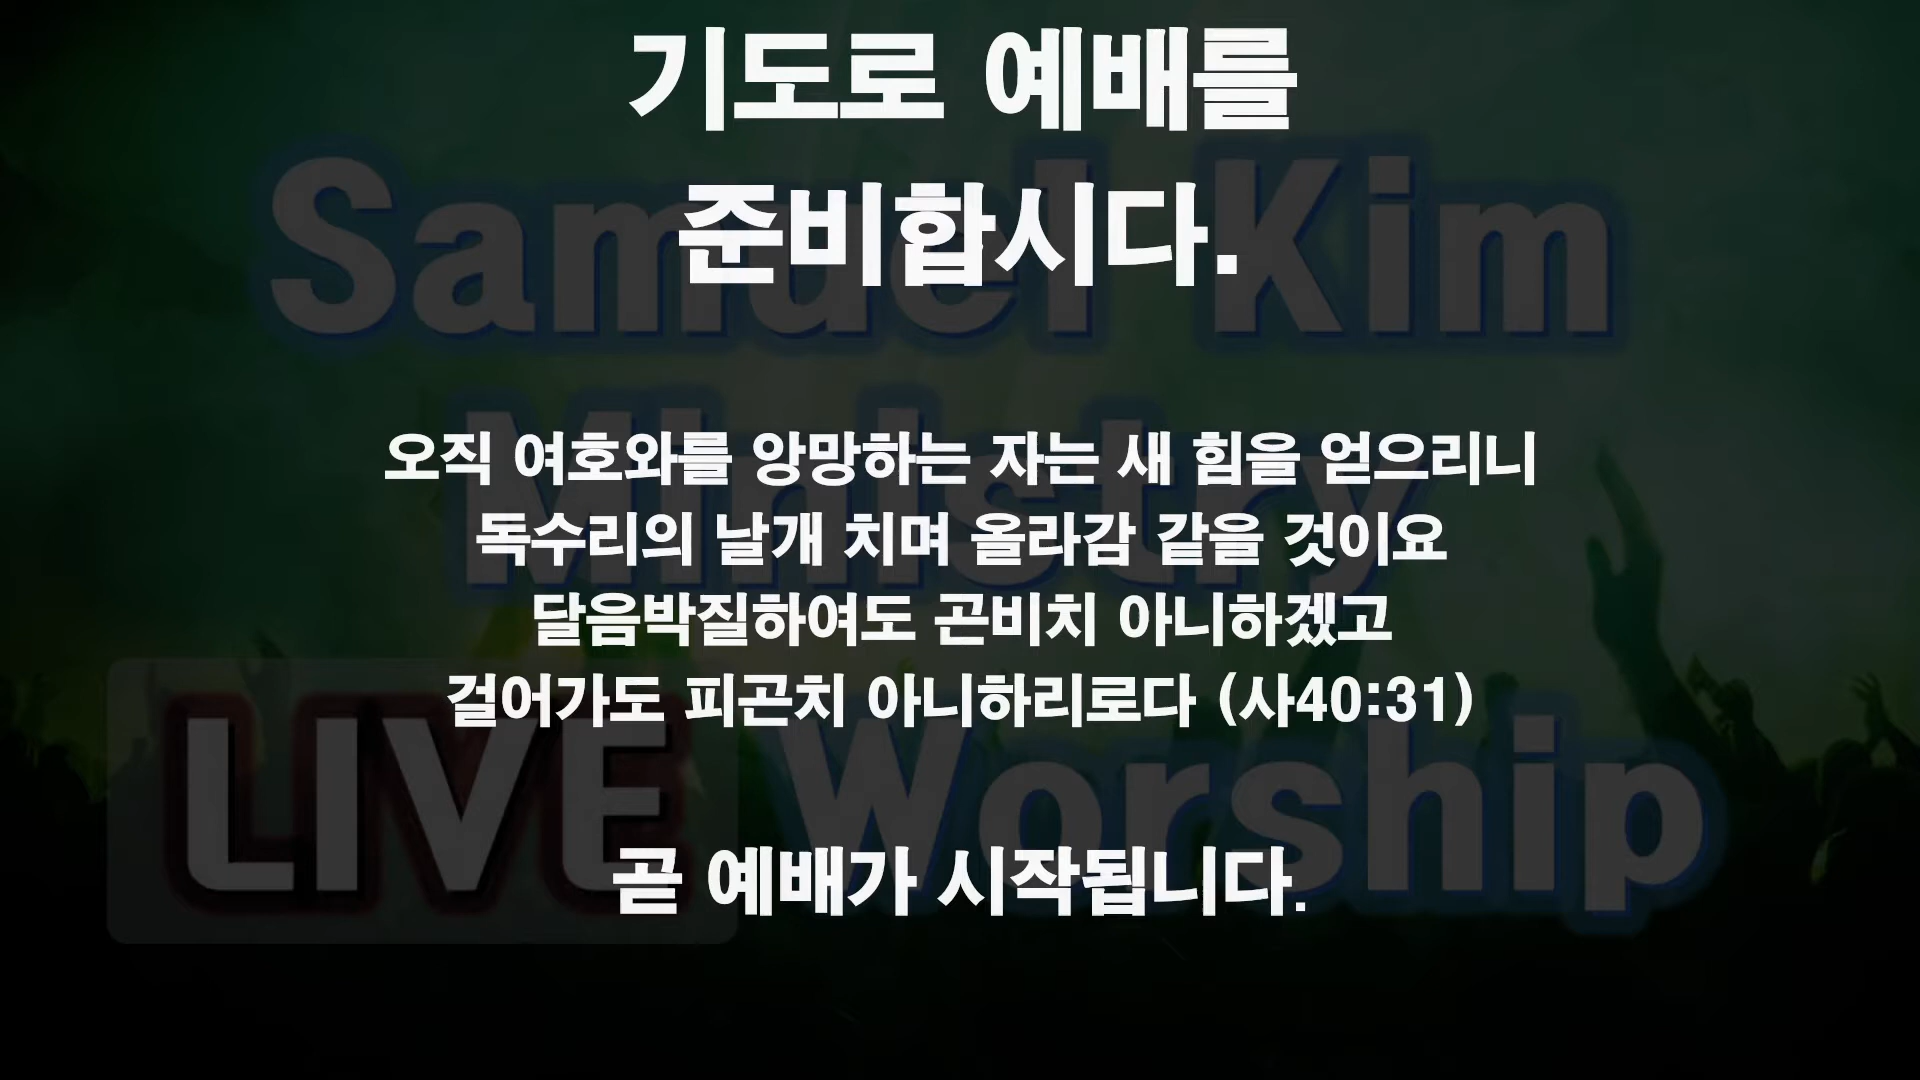 기도로 예배를
준비합시다.
Samuel Kim
오직 여호와를 앙망하는 자는 새 힘을 얻으리니
Ministry
독수리의 날개 치며 올라감 같을 것이요
달음박질하여도 곤비치 아니하겠고
걸어가도 피곤치 아니하리로다 (사40:31)
LIVE Worship
곧 예배가 시작됩니다.